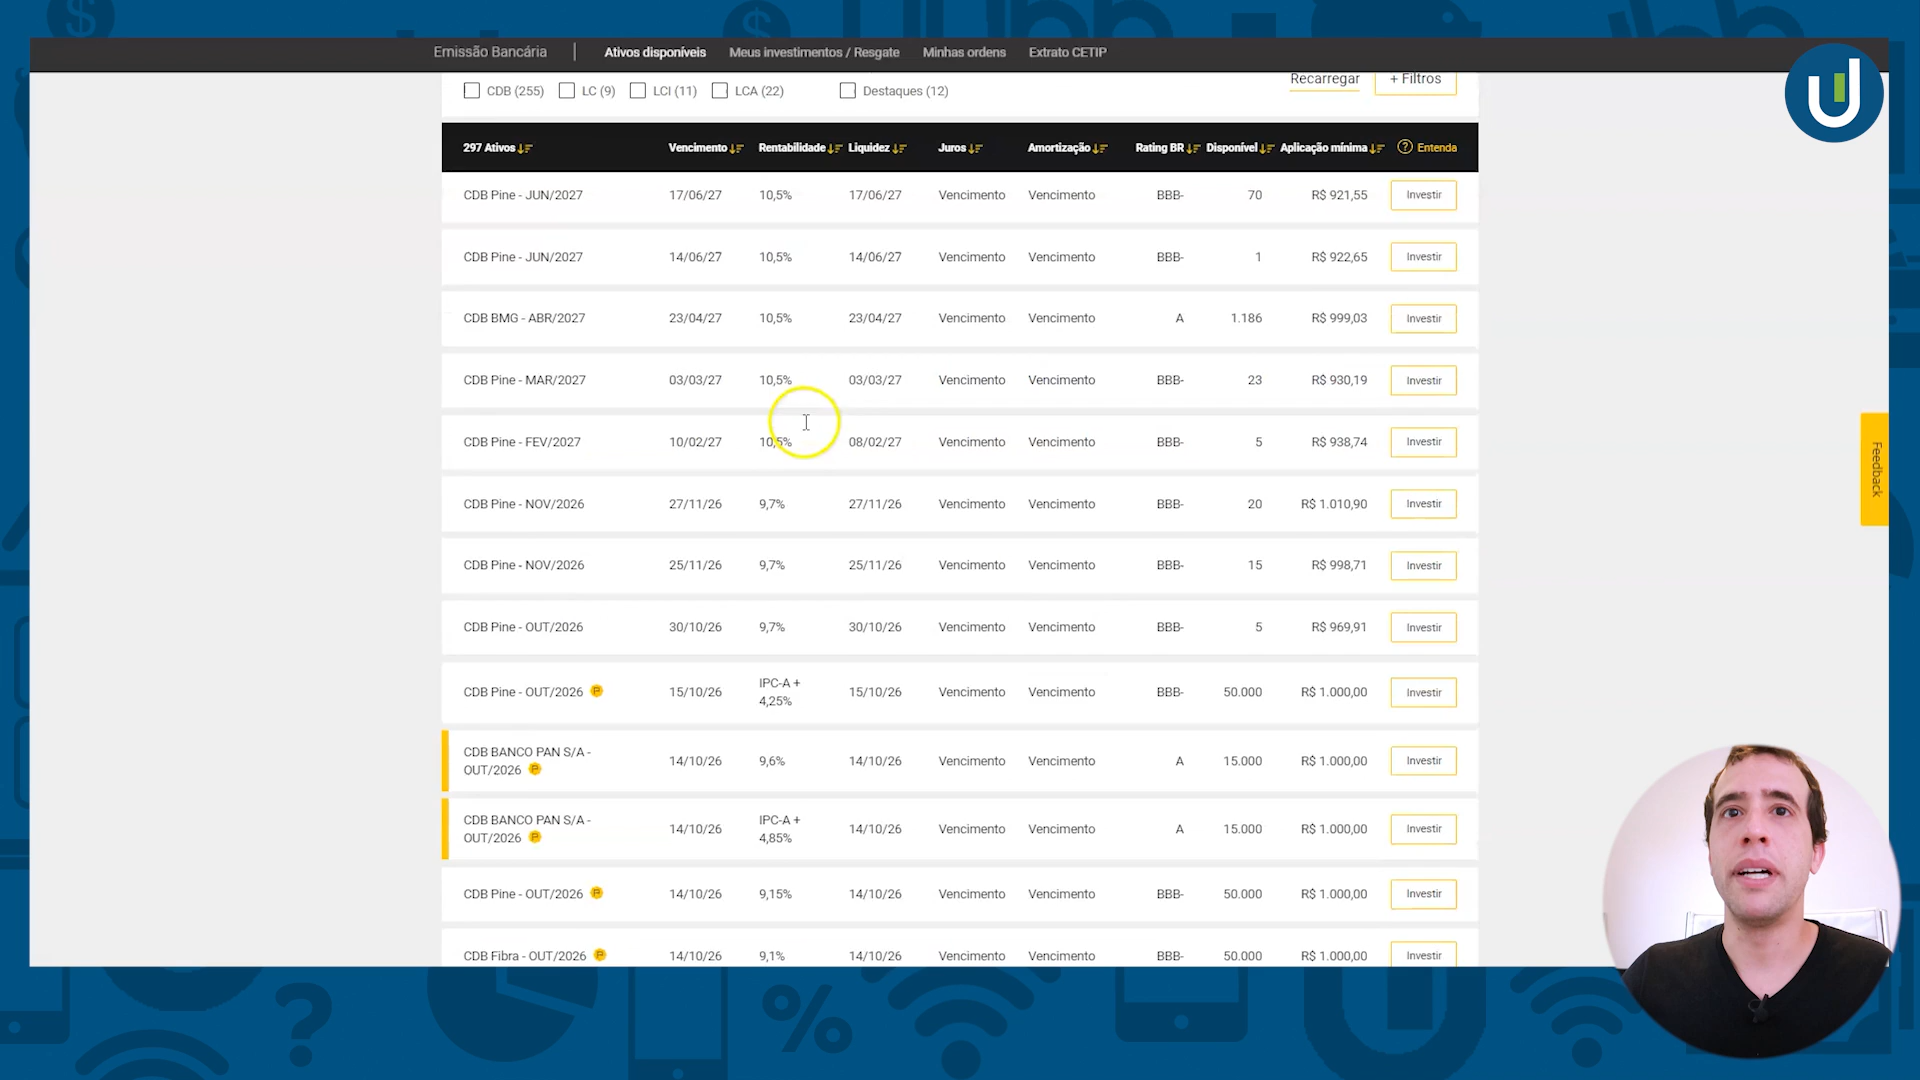 Emissão Bancária | Ativos disponíveis Meus investimentos / Resgate Minhas ordens Extrato CETIP
CDB (255) LC (9) LCI (11) LCA (22) Destaques (12) Recarregar + Filtros
297 Ativos Vencimento Rentabilidade Liquidez Juros Amortização Rating BR Disponível Aplicação mínima ? Entenda
CDB Pine - JUN/2027 17/06/27 10,5% 17/06/27 Vencimento Vencimento BBB- 70 R$ 921,55 Investir
CDB Pine - JUN/2027 14/06/27 10,5% 14/06/27 Vencimento Vencimento BBB- 1 R$ 922,65 Investir
CDB BMG - ABR/2027 23/04/27 10,5% 23/04/27 Vencimento Vencimento A 1.186 R$ 999,03 Investir
CDB Pine - MAR/2027 03/03/27 10,5% 03/03/27 Vencimento Vencimento BBB- 23 R$ 930,19 Investir
CDB Pine - FEV/2027 10/02/27 10,5% 08/02/27 Vencimento Vencimento BBB- 5 R$ 938,74 Investir
CDB Pine - NOV/2026 27/11/26 9,7% 27/11/26 Vencimento Vencimento BBB- 20 R$ 1.010,90 Investir
CDB Pine - NOV/2026 25/11/26 9,7% 25/11/26 Vencimento Vencimento BBB- 15 R$ 998,71 Investir
CDB Pine - OUT/2026 30/10/26 9,7% 30/10/26 Vencimento Vencimento BBB- 5 R$ 969,91 Investir
CDB Pine - OUT/2026 P 15/10/26 IPC-A + 4,25% 15/10/26 Vencimento Vencimento BBB- 50.000 R$ 1.000,00 Investir
CDB BANCO PAN S/A -
OUT/2026 P 14/10/26 9,6% 14/10/26 Vencimento Vencimento A 15.000 R$ 1.000,00 Investir
CDB BANCO PAN S/A -
OUT/2026 P 14/10/26 IPC-A + 4,85% 14/10/26 Vencimento Vencimento A 15.000 R$ 1.000,00 Investir
CDB Pine - OUT/2026 P 14/10/26 9,15% 14/10/26 Vencimento Vencimento BBB- 50.000 R$ 1.000,00 Investir
CDB Fibra - OUT/2026 P 14/10/26 9,1% 14/10/26 Vencimento Vencimento BBB- 50.000 R$ 1.000,00 Investir
Feedback